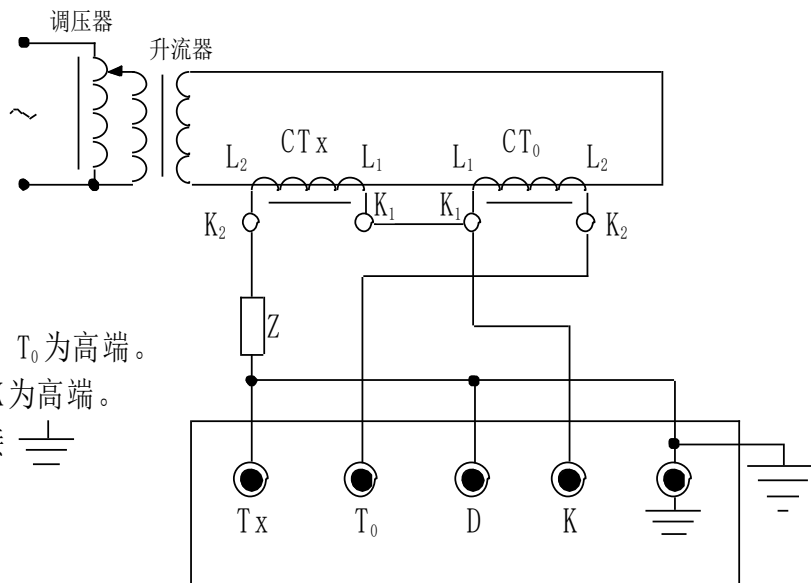 调压器
升流器
L₂ CTx L₁ L₁ CT₀ L₂
K₂ K₁ K₁ K₂
Z
T₀为高端。
K为高端。
Tx T₀ D K